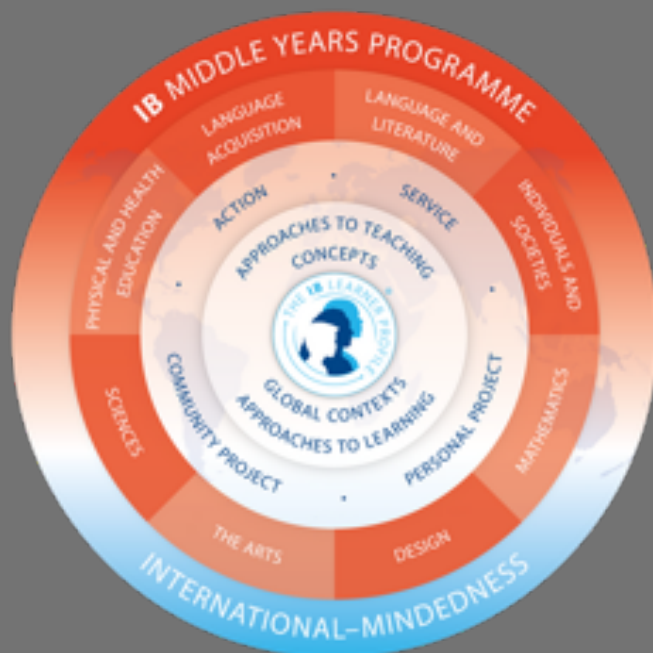 IB MIDDLE YEARS PROGRAMME
LANGUAGE
ACQUISITION
LANGUAGE AND
LITERATURE
INDIVIDUALS AND
SOCIETIES
MATHEMATICS
DESIGN
THE ARTS
SCIENCES
PHYSICAL AND HEALTH
EDUCATION
ACTION
SERVICE
PERSONAL PROJECT
COMMUNITY PROJECT
APPROACHES TO TEACHING
CONCEPTS
THE IB LEARNER PROFILE
GLOBAL CONTEXTS
APPROACHES TO LEARNING
INTERNATIONAL–MINDEDNESS